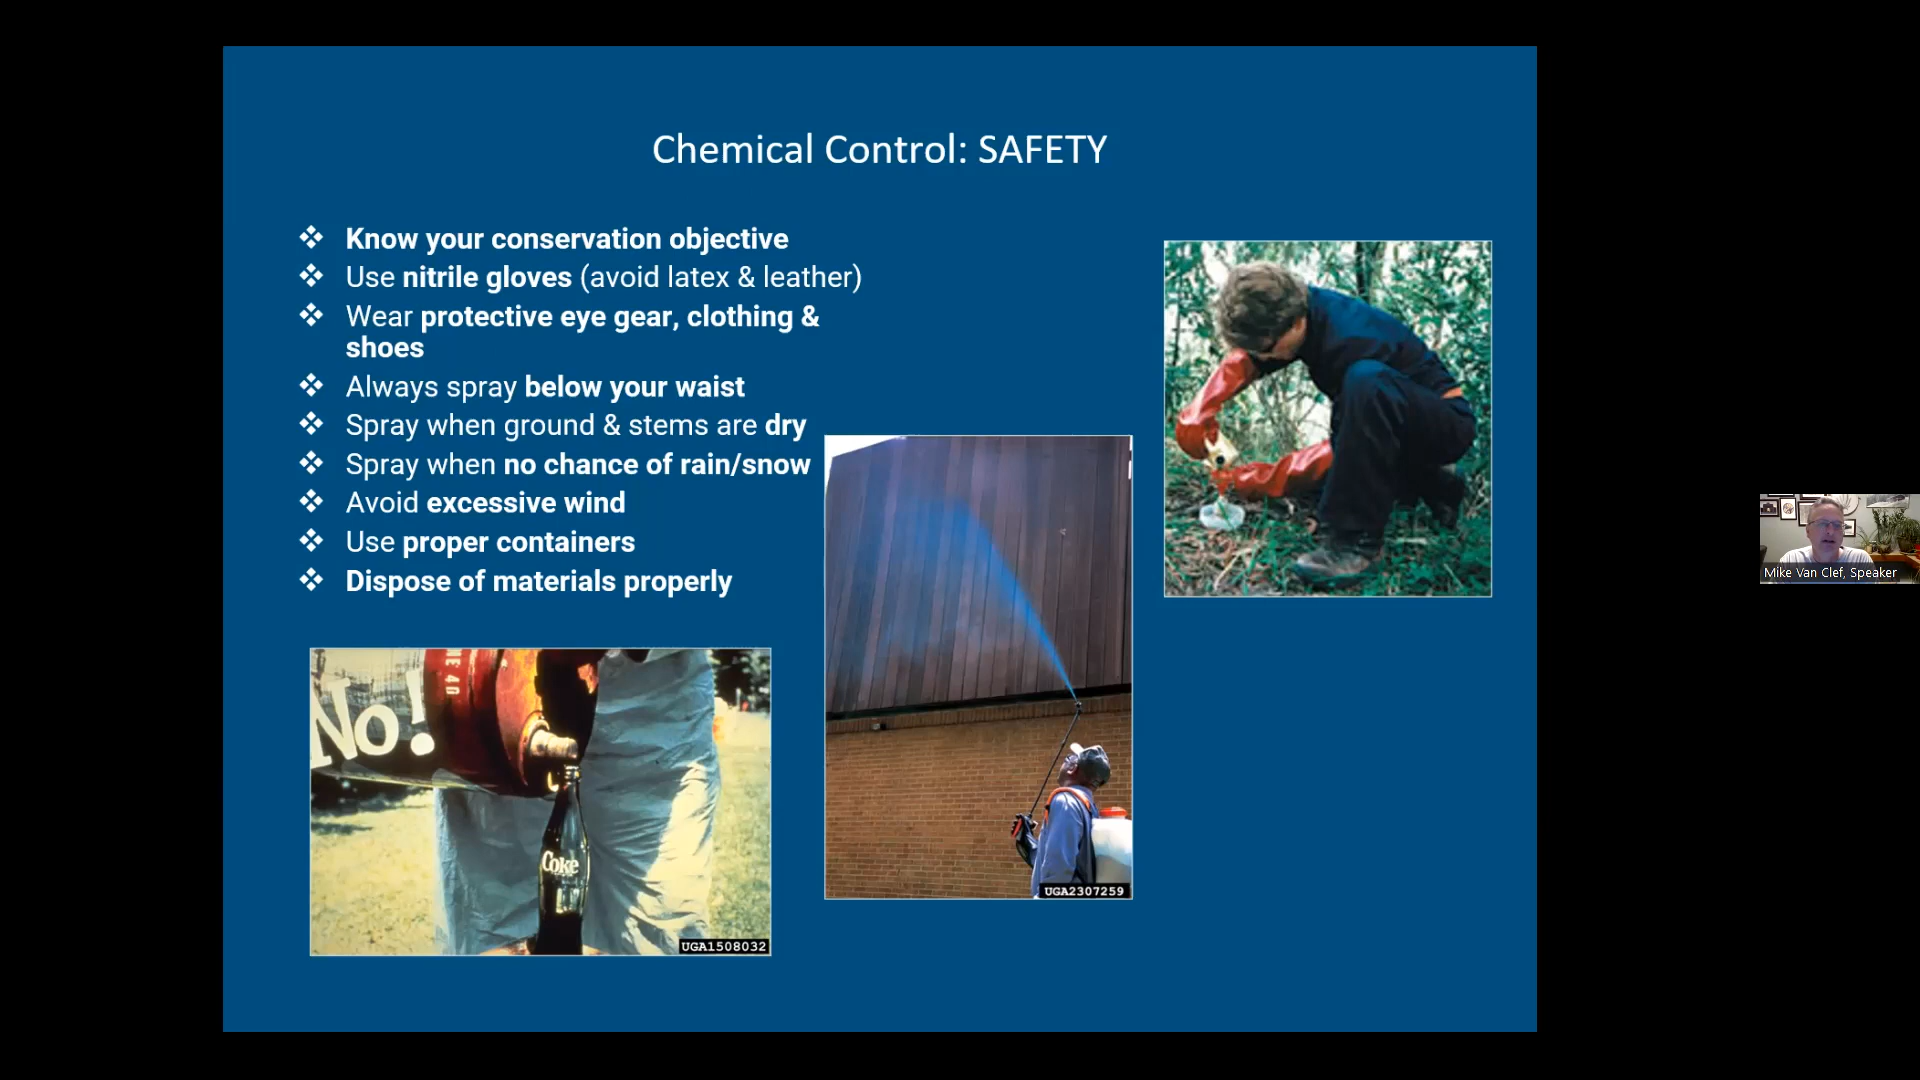 Chemical Control: SAFETY
❖ Know your conservation objective
❖ Use nitrile gloves (avoid latex & leather)
❖ Wear protective eye gear, clothing &
shoes
❖ Always spray below your waist
❖ Spray when ground & stems are dry
❖ Spray when no chance of rain/snow
❖ Avoid excessive wind
❖ Use proper containers
❖ Dispose of materials properly
No!
Coke
UGA1508032
UGA2307259
Mike Van Clef, Speaker